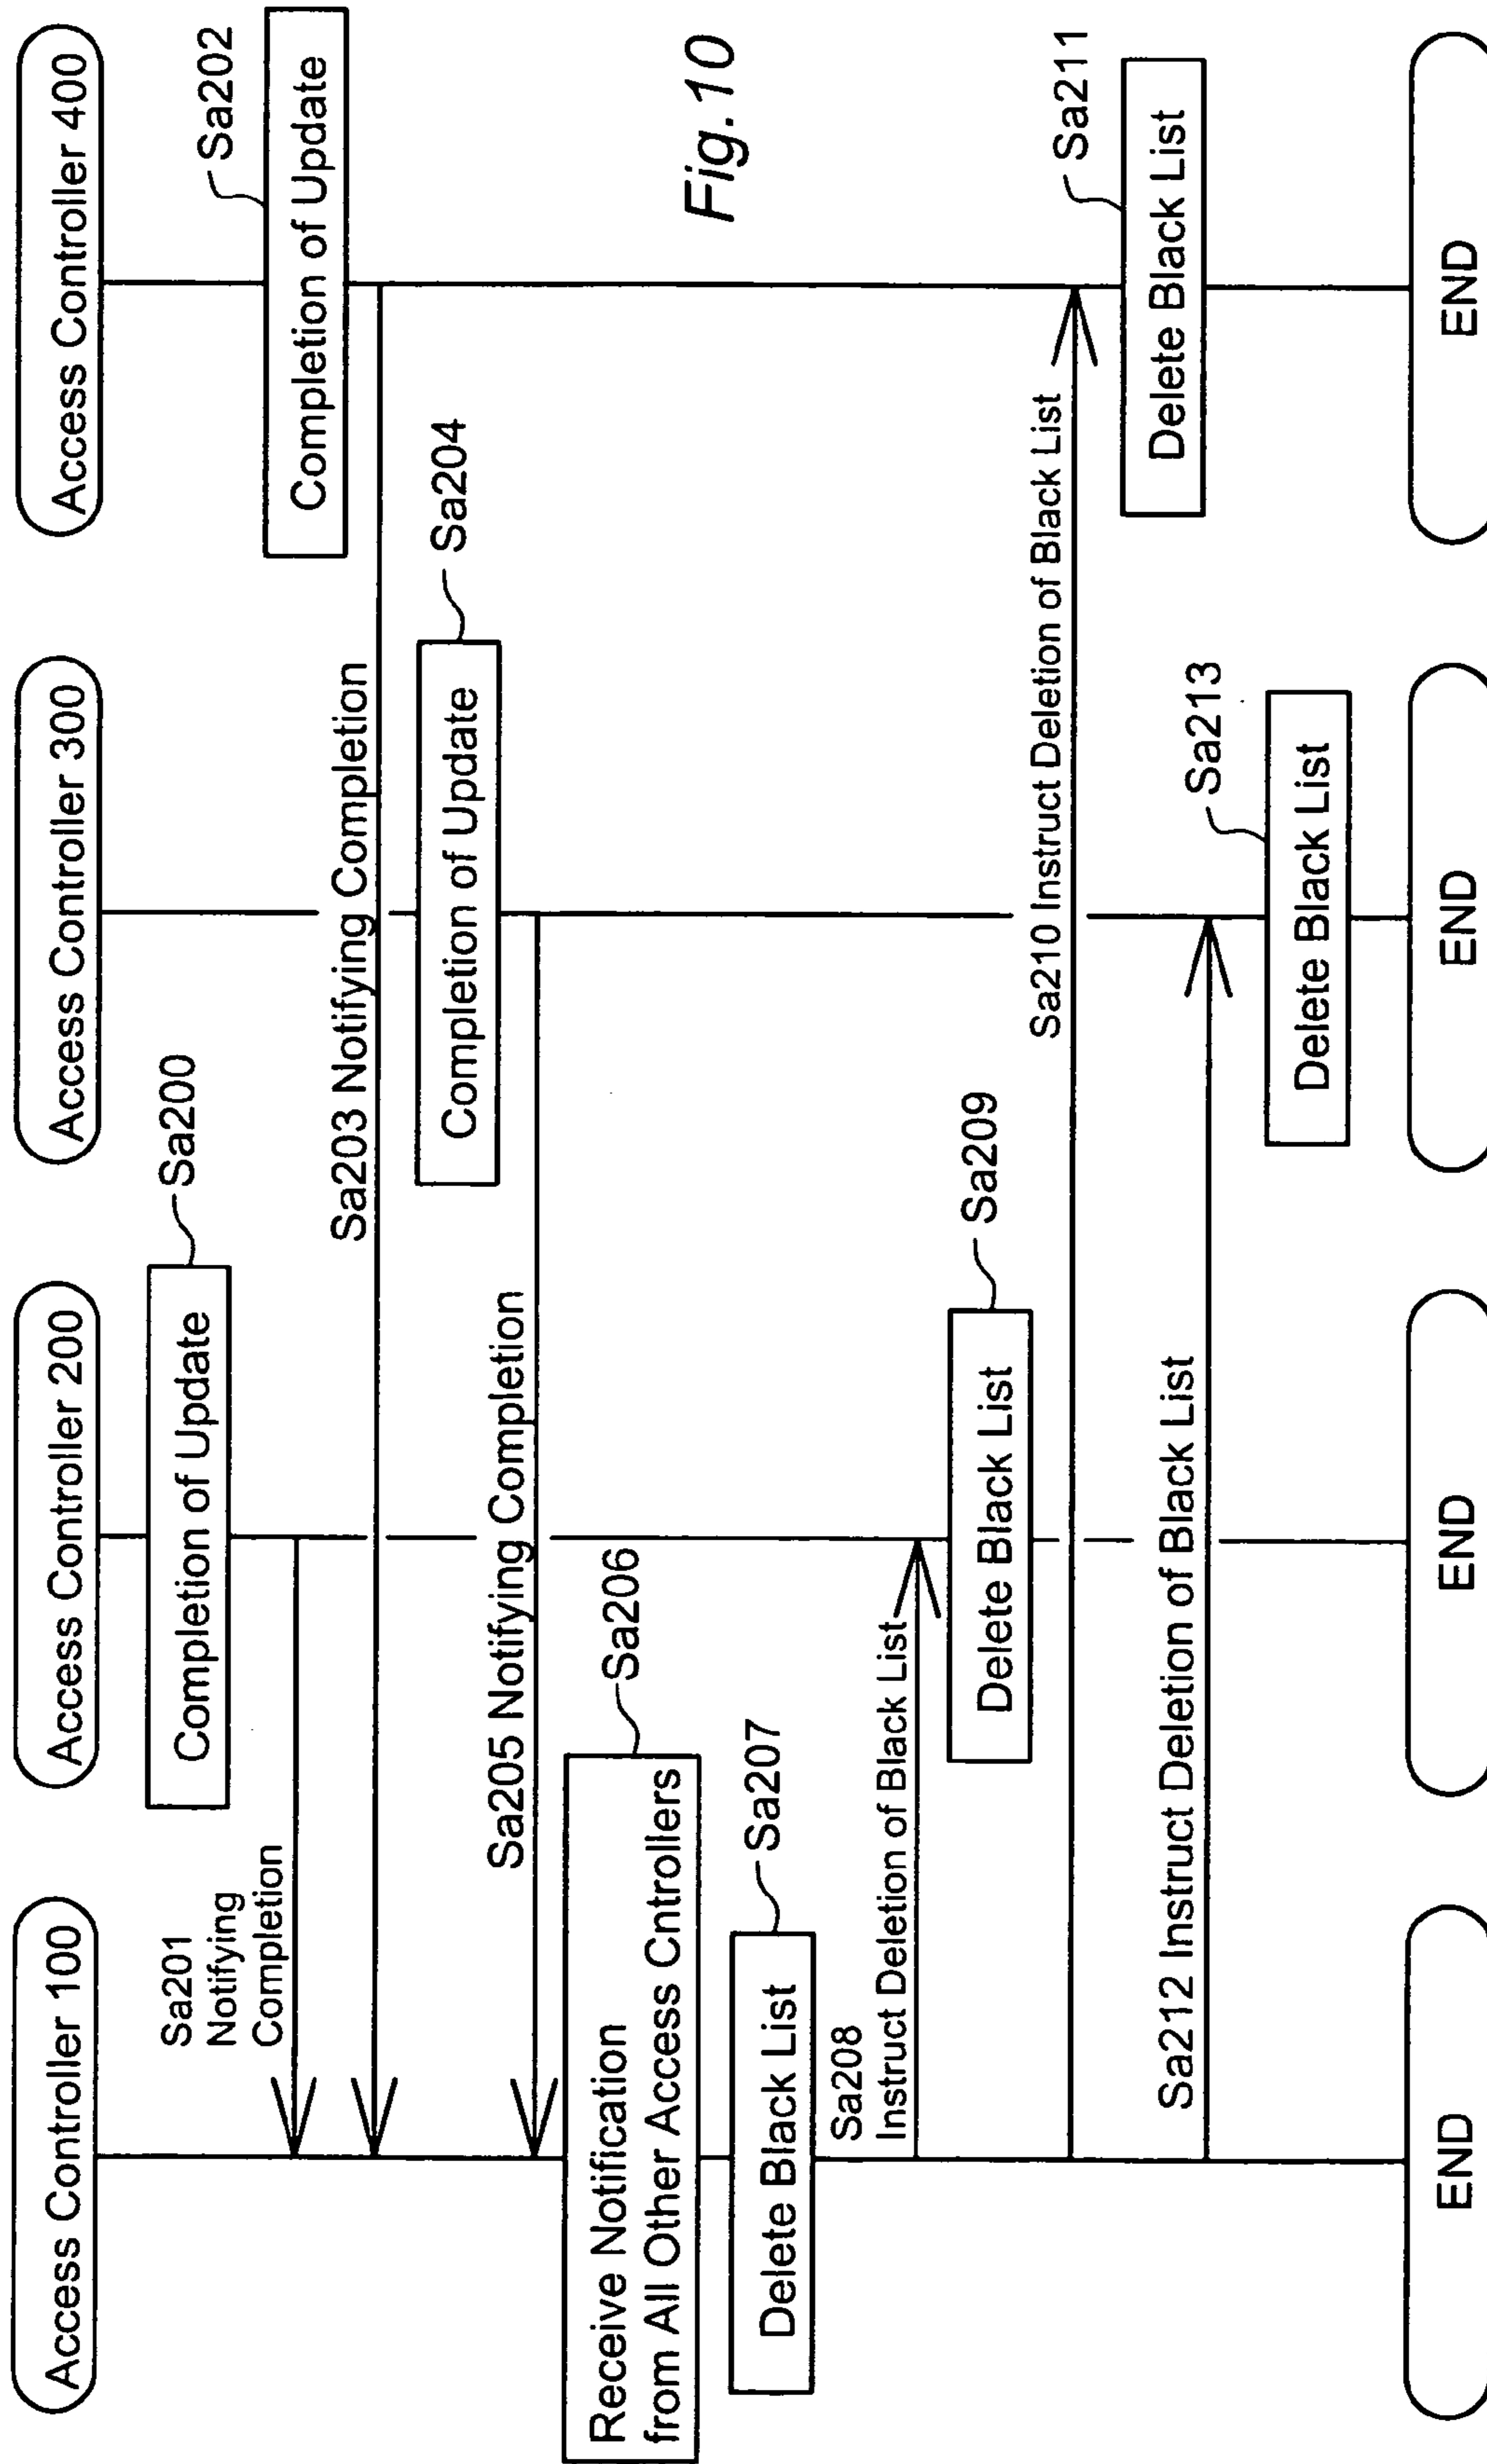 Access Controller 100
Access Controller 200
Access Controller 300
Access Controller 400
Completion of Update
Sa200
Sa201
Notifying
Completion
Completion of Update
Sa202
Sa203 Notifying Completion
Completion of Update
Sa204
Sa205 Notifying Completion
Receive Notification
from All Other Access Cntrollers
Sa206
Delete Black List
Sa207
Sa208
Instruct Deletion of Black List
Delete Black List
Sa209
Sa210 Instruct Deletion of Black List
Delete Black List
Sa211
Sa212 Instruct Deletion of Black List
Delete Black List
Sa213
END
END
END
END
Fig.10